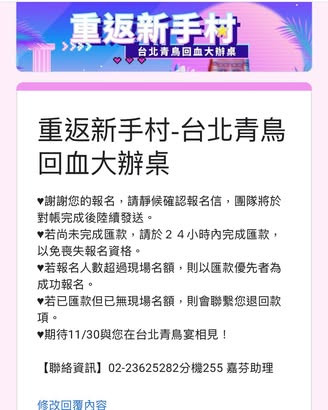 重返新手村
台北青鳥回血大辦桌
重返新手村-台北青鳥
回血大辦桌
♥謝謝您的報名，請靜候確認報名信，團隊將於
對帳完成後陸續發送。
♥若尚未完成匯款，請於２４小時內完成匯款，
以免喪失報名資格。
♥若報名人數超過現場名額，則以匯款優先者為
成功報名。
♥若已匯款但已無現場名額，則會聯繫您退回款
項。
♥期待11/30與您在台北青鳥宴相見！
【聯絡資訊】02-23625282分機255 嘉芬助理
修改回覆內容